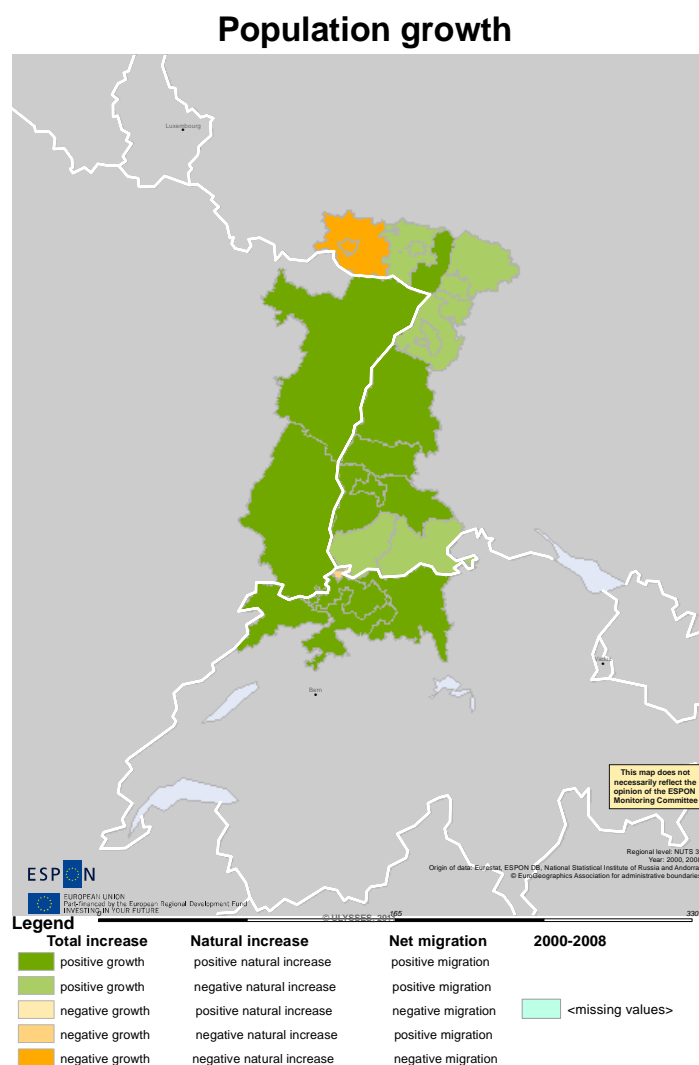 Population growth
Luxembourg
Bern
This map does not
necessarily reflect the
opinion of the ESPON
Monitoring Committee
Regional level: NUTS 3
Origin of data: Eurostat, ESPON DB, National Statistical Institute of Russia and Andorra
© EuroGeographics Association for administrative boundaries
ESPON
EUROPEAN UNION
Part-financed by the European Regional Development Fund
INVESTING IN YOUR FUTURE
165
330
Legend
Total increase Natural increase Net migration 2000-2008
positive growth positive natural increase positive migration
positive growth negative natural increase positive migration
negative growth positive natural increase negative migration <missing values>
negative growth negative natural increase positive migration
negative growth negative natural increase negative migration